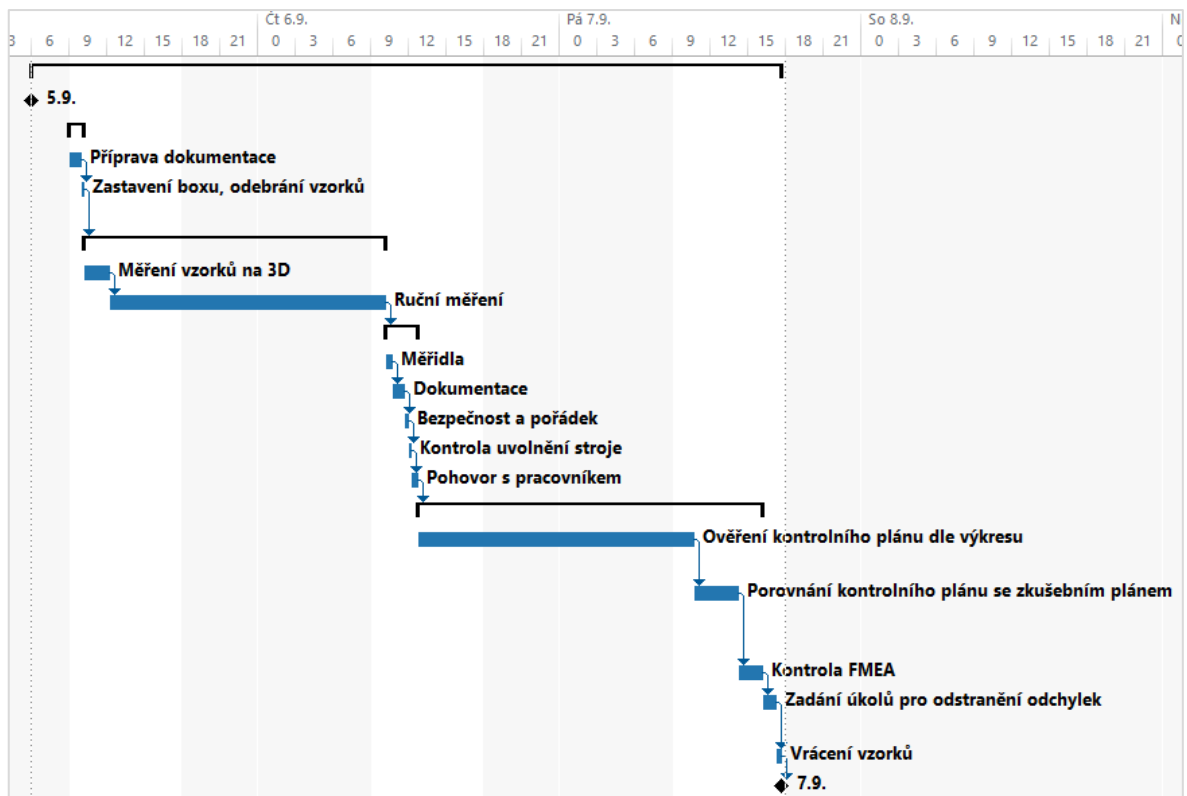 Čt 6.9. Pá 7.9. So 8.9. N
3 6 9 12 15 18 21 0 3 6 9 12 15 18 21 0 3 6 9 12 15 18 21 0 3 6 9 12 15 18 21 0
5.9.
Příprava dokumentace
Zastavení boxu, odebrání vzorků
Měření vzorků na 3D
Ruční měření
Měřidla
Dokumentace
Bezpečnost a pořádek
Kontrola uvolnění stroje
Pohovor s pracovníkem
Ověření kontrolního plánu dle výkresu
Porovnání kontrolního plánu se zkušebním plánem
Kontrola FMEA
Zadání úkolů pro odstranění odchylek
Vrácení vzorků
7.9.